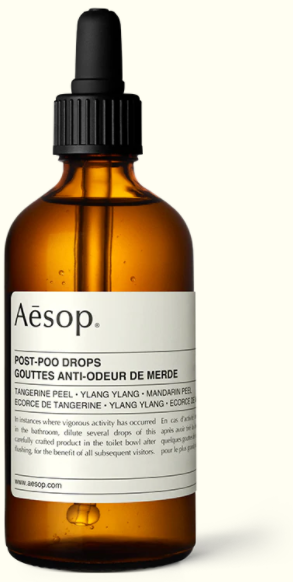 Aēsop®
POST-POO DROPS
GOUTTES ANTI-ODEUR DE MERDE
TANGERINE PEEL · YLANG YLANG · MANDARIN PEEL
ECORCE DE TANGERINE · YLANG YLANG · ECORCE DE
In instances where vigorous activity has occurred
in the bathroom, dilute several drops of this
carefully crafted product in the toilet bowl after
flushing, for the benefit of all subsequent visitors.
En cas d'activité
après avoir tiré
quelques gouttes
pour le plus
www.aesop.com